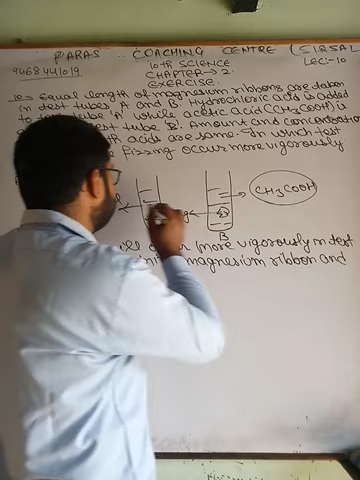 PARAS COACHING CENTRE (SIRSA)
10th SCIENCE LEC:-10
9468441019 CHAPTER→2.
EXERCISE.
10:→ Equal length of magnesium ribbons are taken
in test tubes A and B. Hydrochloric acid is added
to test tube 'A' while acetic acid (CH3COOH) is
test tube 'B'. Amount and concentration
acids are same. In which test
Fizzing occur more vigorously
CH3COOH
B
occur more vigorously in test
magnesium ribbon and